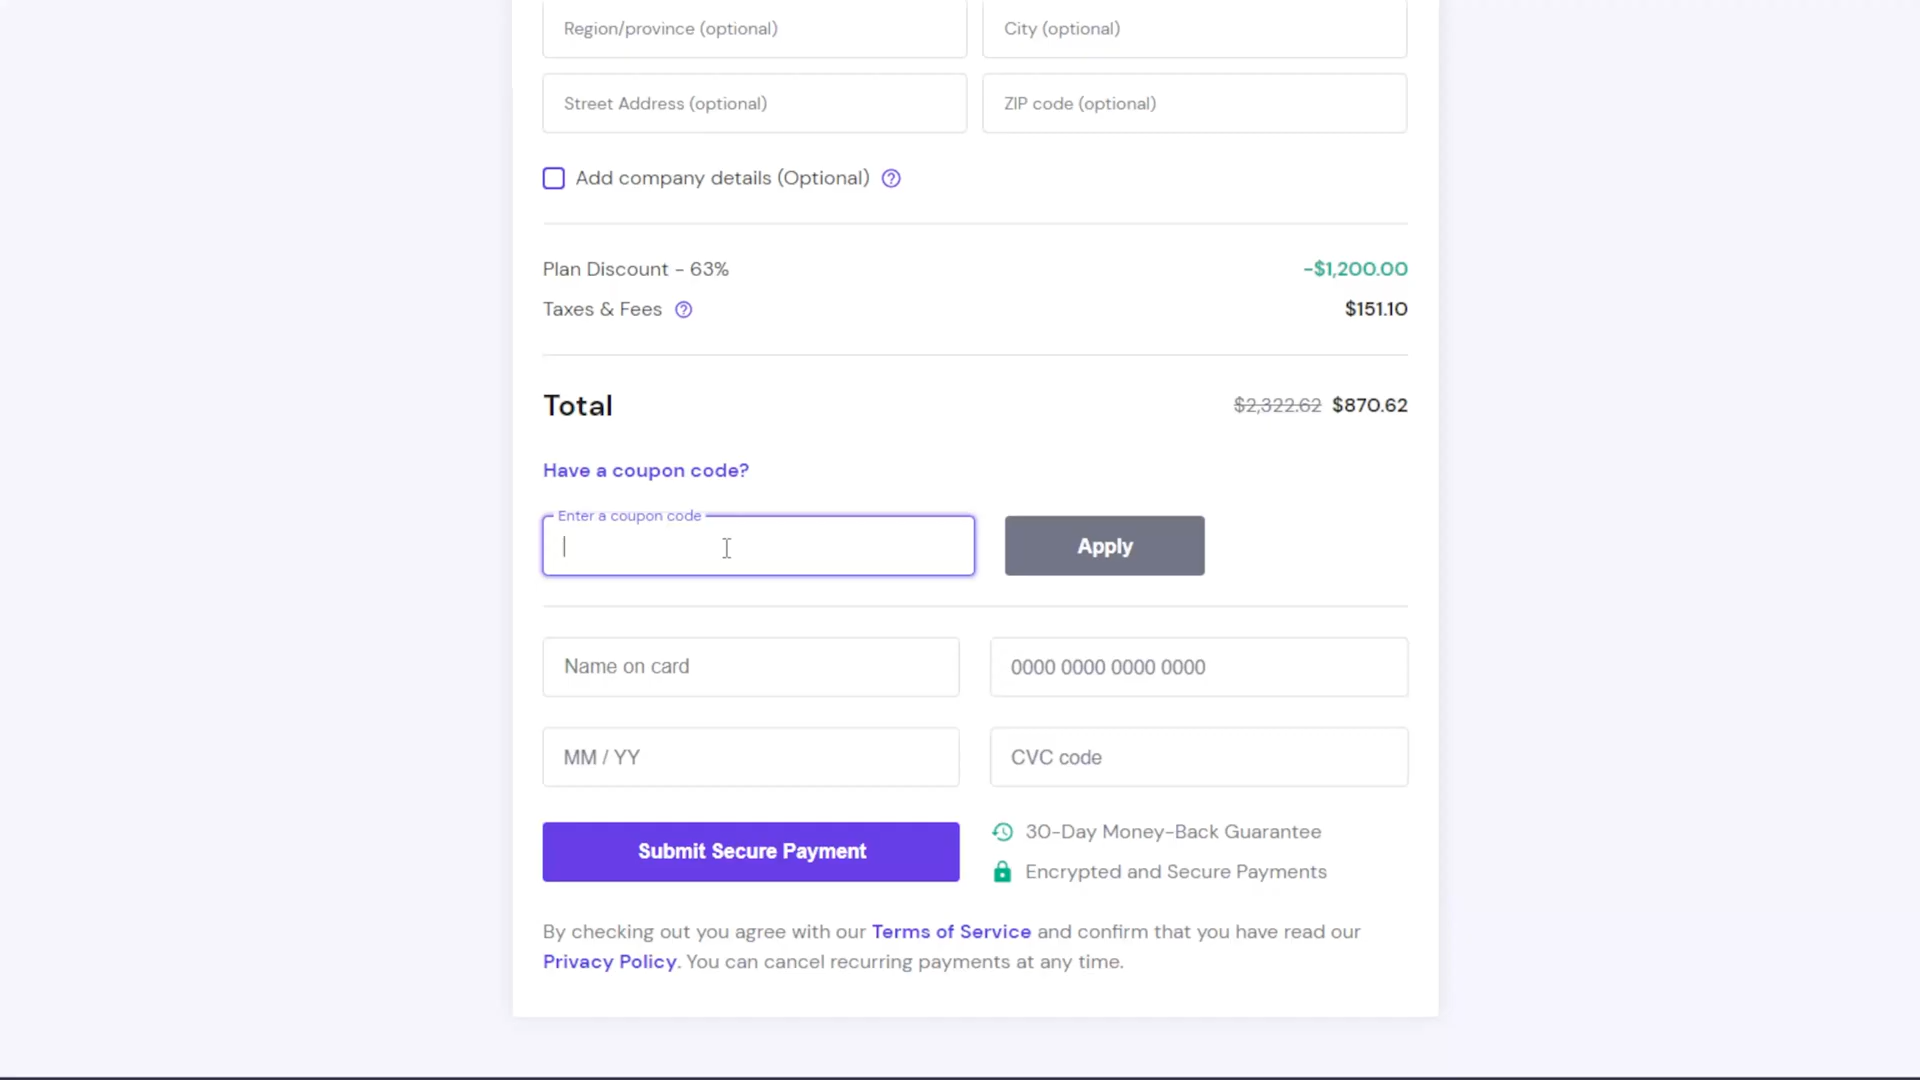 Region/province (optional) City (optional)
Street Address (optional) ZIP code (optional)
Add company details (Optional) ?
Plan Discount - 63% -$1,200.00
Taxes & Fees ? $151.10
Total $2,322.62 $870.62
Have a coupon code?
Enter a coupon code
Apply
Name on card 0000 0000 0000 0000
MM / YY CVC code
Submit Secure Payment 30-Day Money-Back Guarantee
Encrypted and Secure Payments
By checking out you agree with our Terms of Service and confirm that you have read our
Privacy Policy. You can cancel recurring payments at any time.